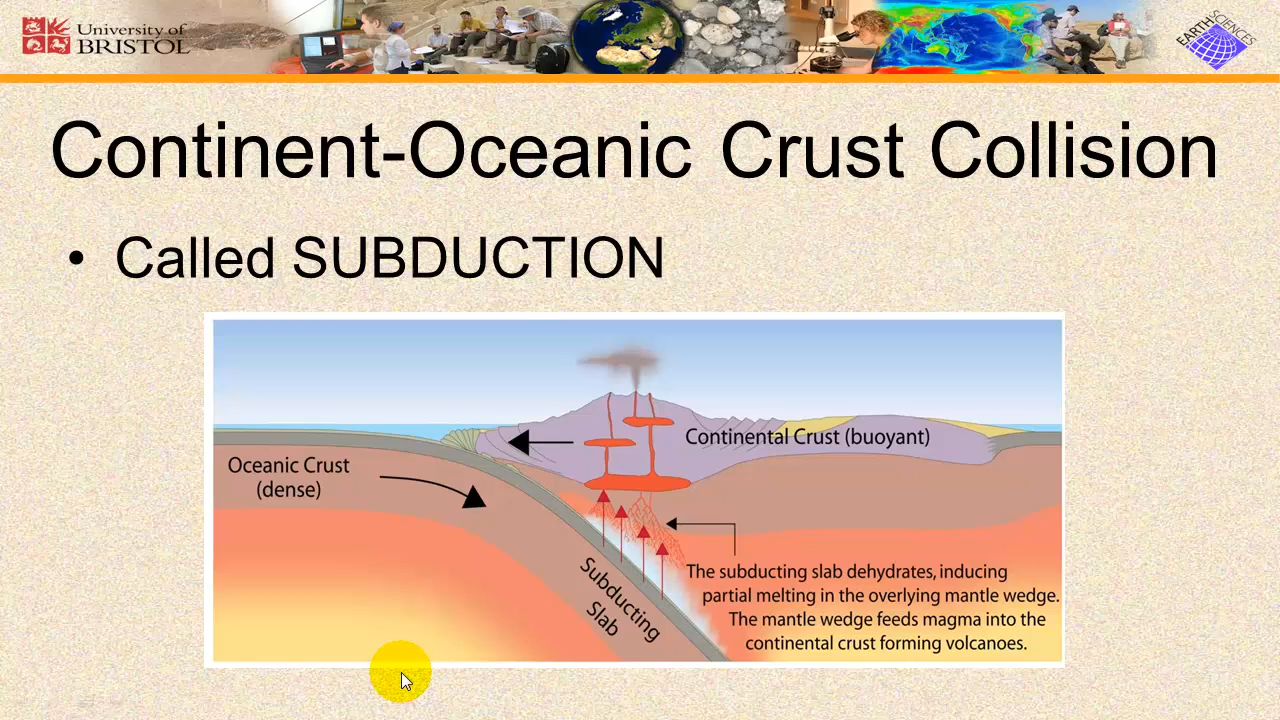 University of
BRISTOL
EARTH SCIENCES
Continent-Oceanic Crust Collision
• Called SUBDUCTION
Continental Crust (buoyant)
Oceanic Crust
(dense)
Subducting
Slab
The subducting slab dehydrates, inducing
partial melting in the overlying mantle wedge.
The mantle wedge feeds magma into the
continental crust forming volcanoes.